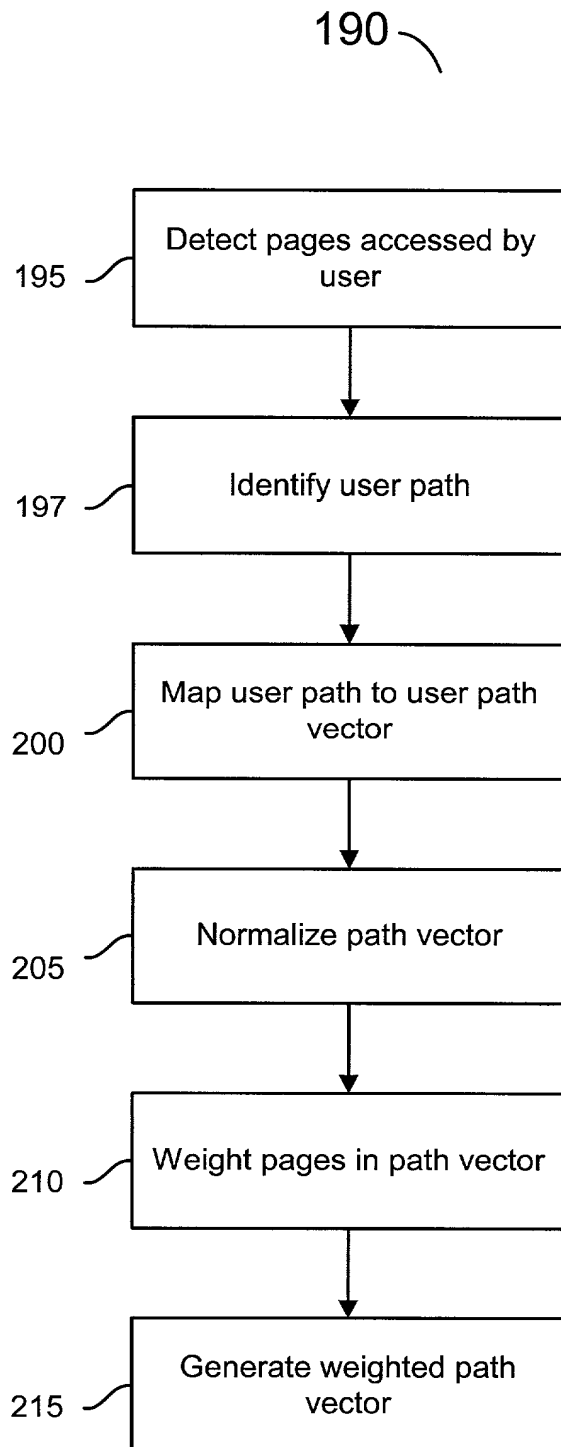 190
Detect pages accessed by
user
195
Identify user path
197
Map user path to user path
vector
200
Normalize path vector
205
Weight pages in path vector
210
Generate weighted path
vector
215